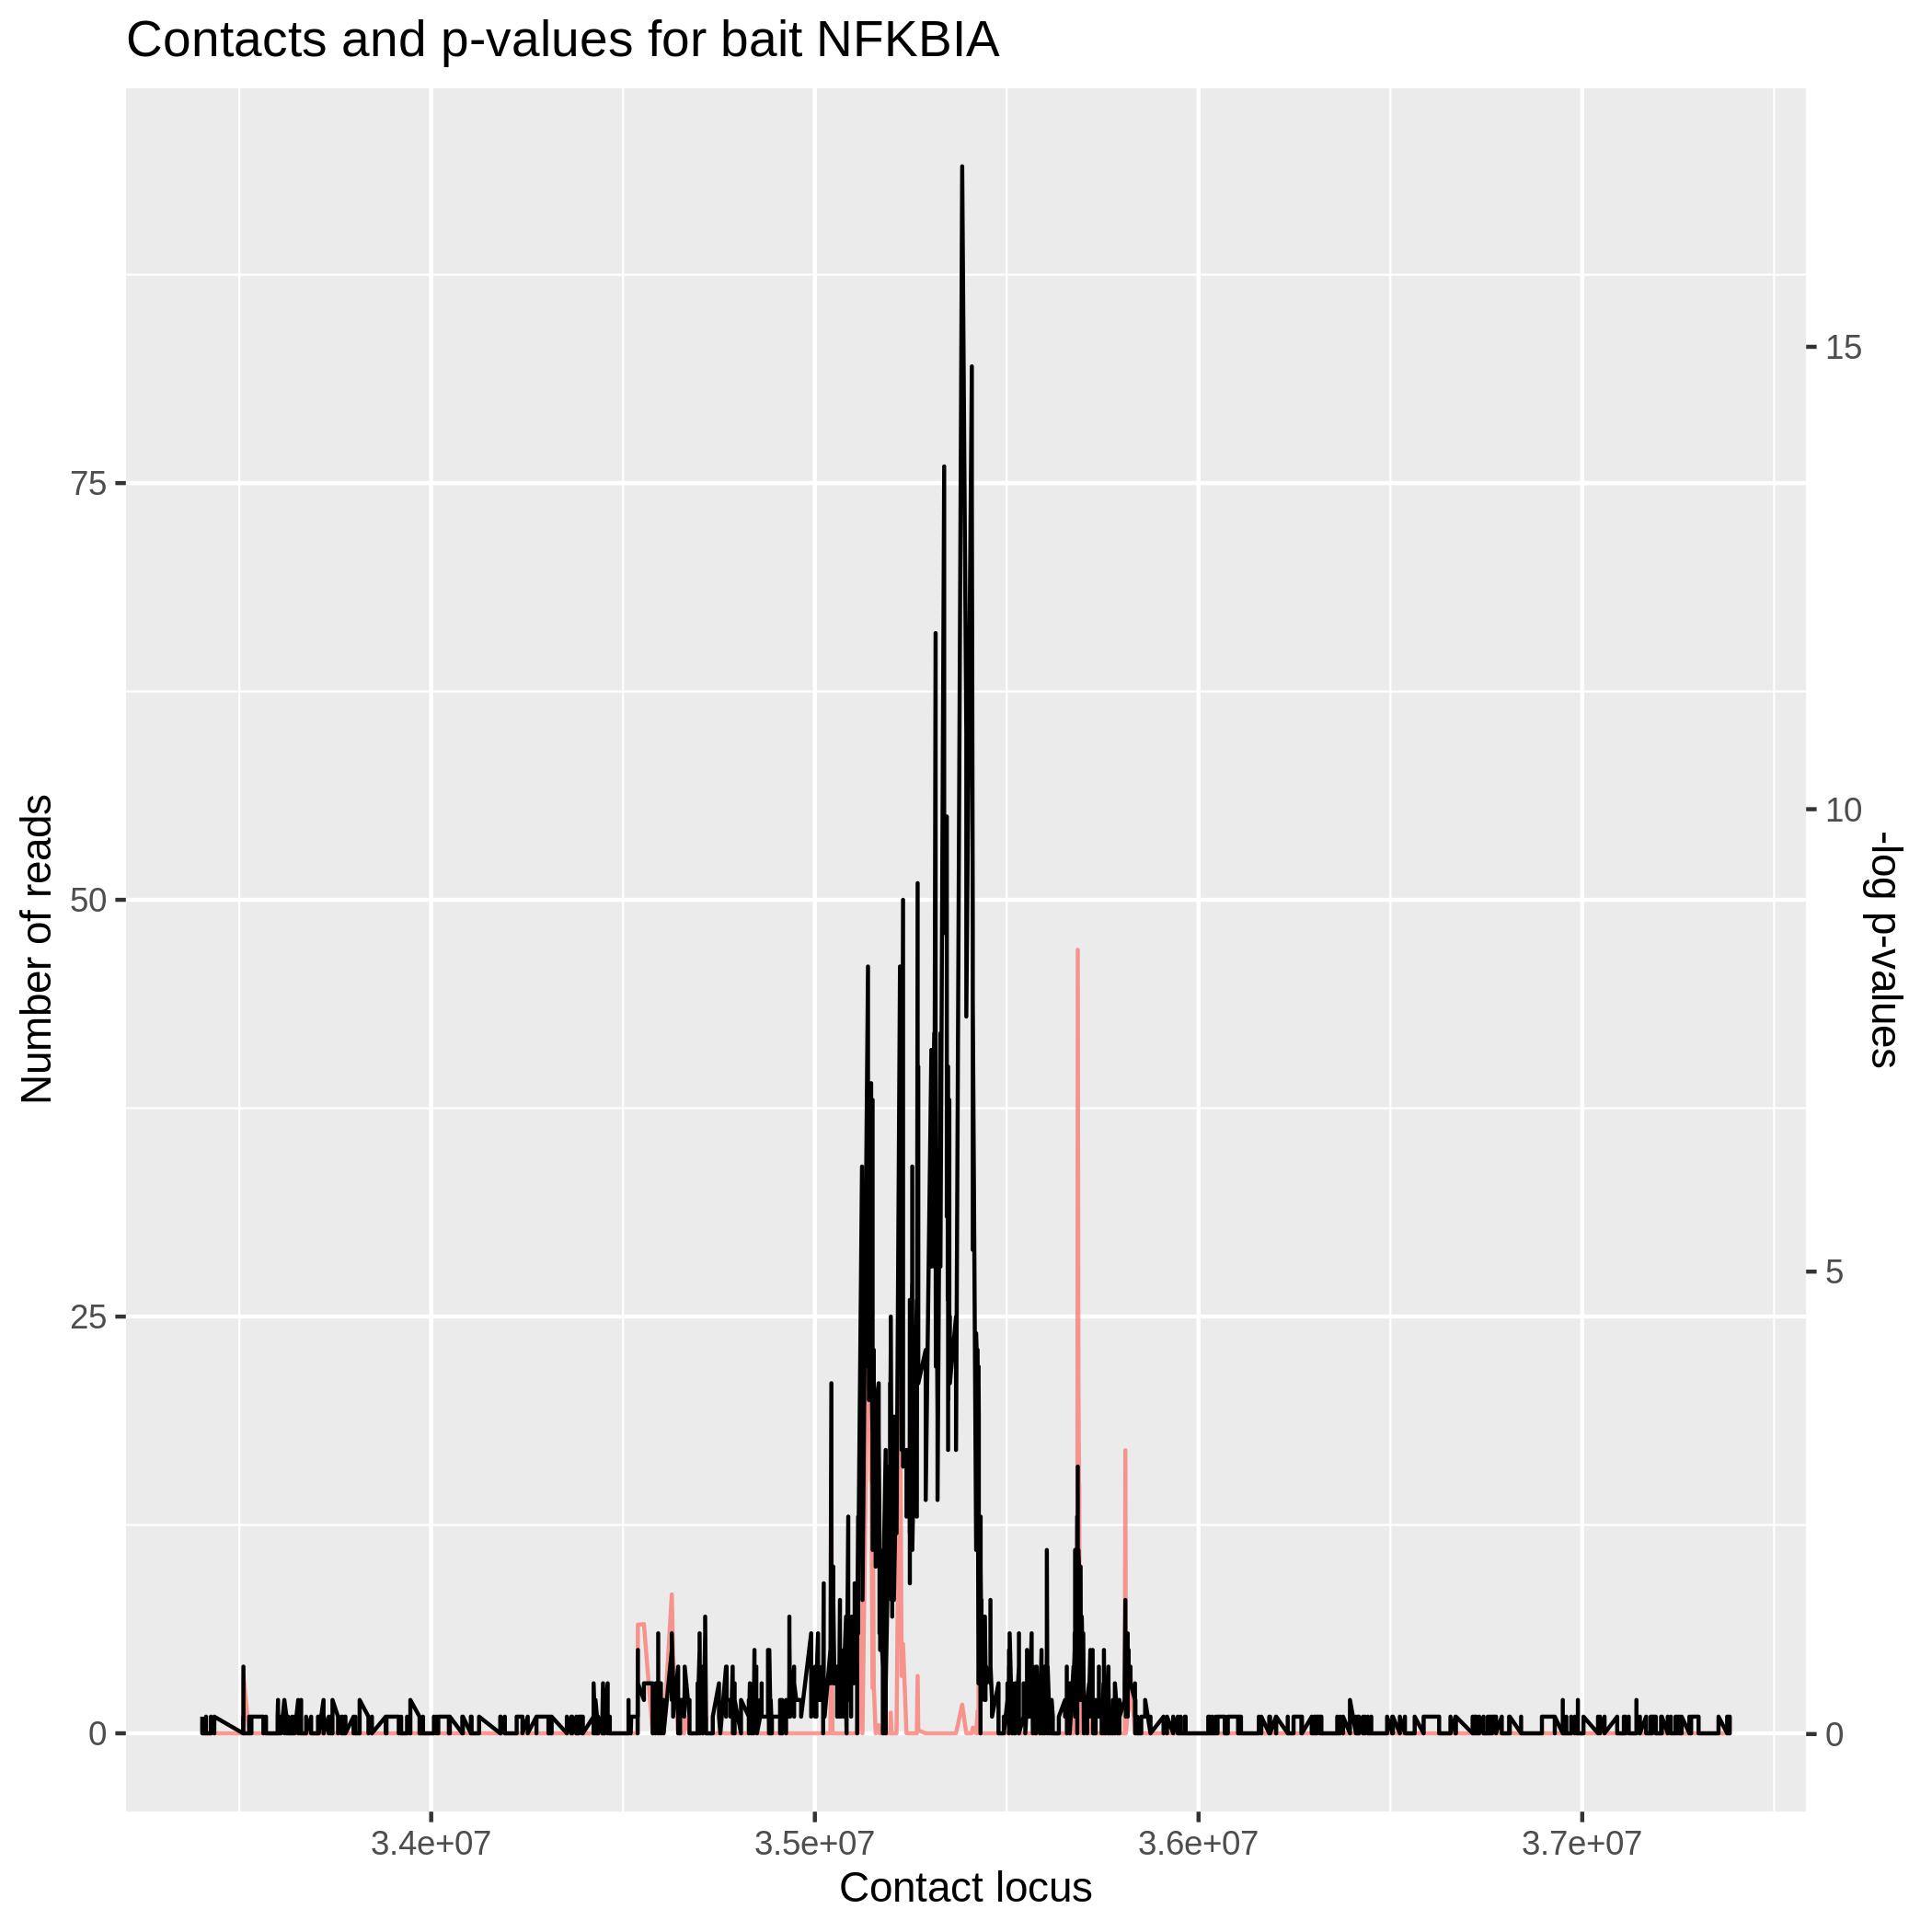 Contacts and p-values for bait NFKBIA
Number of reads
75
50
25
0
15
10
5
0
-log p-values
3.4e+07
3.5e+07
3.6e+07
3.7e+07
Contact locus